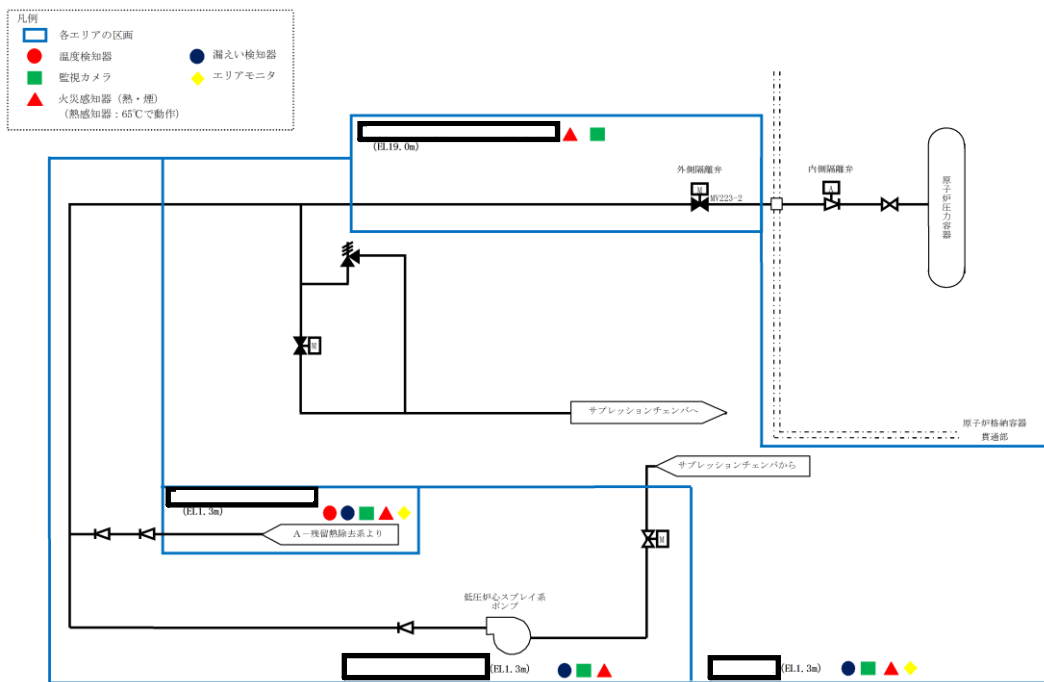 凡例
各エリアの区画
温度検知器
漏えい検知器
監視カメラ
エリアモニタ
火災感知器（熱・煙）
（熱感知器：65℃で動作）
(EL19.0m)
外側隔離弁
内側隔離弁
M
MV223-2
A
原子炉圧力容器
M
サプレッションチェンバへ
原子炉格納容器
貫通部
サプレッションチェンバから
(EL1.3m)
A－残留熱除去系より
M
低圧炉心スプレイ系
ポンプ
(EL1.3m)
(EL1.3m)